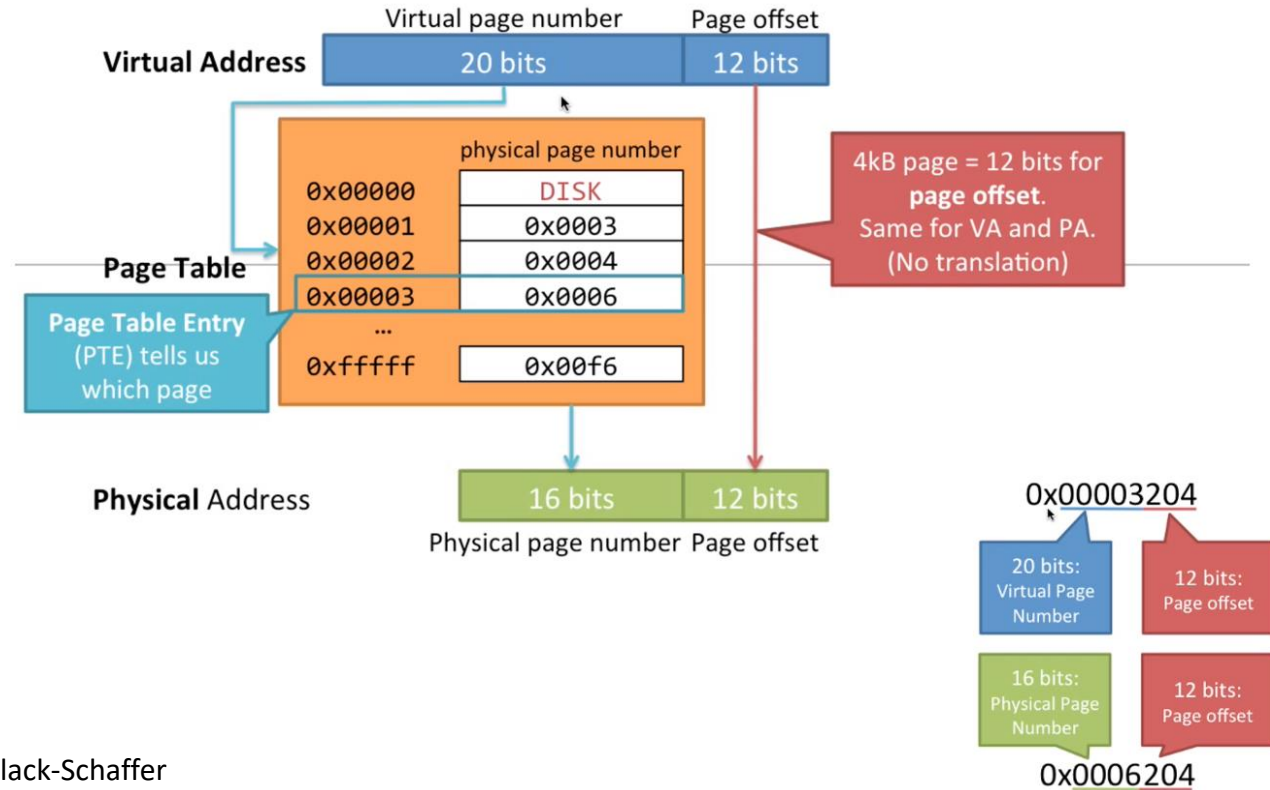 Virtual page number Page offset
Virtual Address 20 bits 12 bits
physical page number
0x00000 DISK
0x00001 0x0003
0x00002 0x0004
0x00003 0x0006
…
0xfffff 0x00f6
Page Table
Page Table Entry
(PTE) tells us
which page
4kB page = 12 bits for
page offset.
Same for VA and PA.
(No translation)
Physical Address 16 bits 12 bits
Physical page number Page offset
0x00003204
20 bits:
Virtual Page
Number
12 bits:
Page offset
16 bits:
Physical Page
Number
12 bits:
Page offset
0x0006204
lack-Schaffer